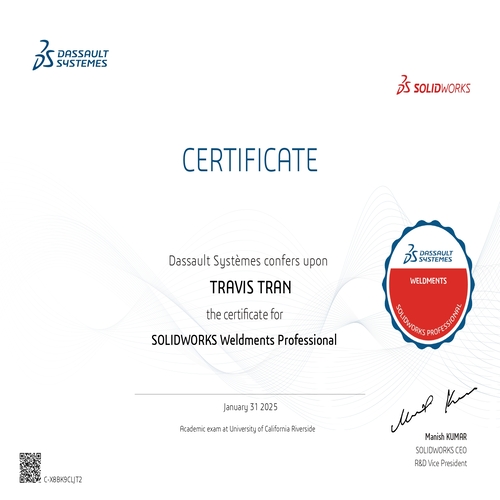 DASSAULT
SYSTEMES
SOLIDWORKS
CERTIFICATE
Dassault Systèmes confers upon
TRAVIS TRAN
the certificate for
SOLIDWORKS Weldments Professional
January 31 2025
Academic exam at University of California Riverside
DASSAULT
SYSTEMES
WELDMENTS
SOLIDWORKS PROFESSIONAL
Manish KUMAR
SOLIDWORKS CEO
R&D Vice President
C-XBBK9CLJT2